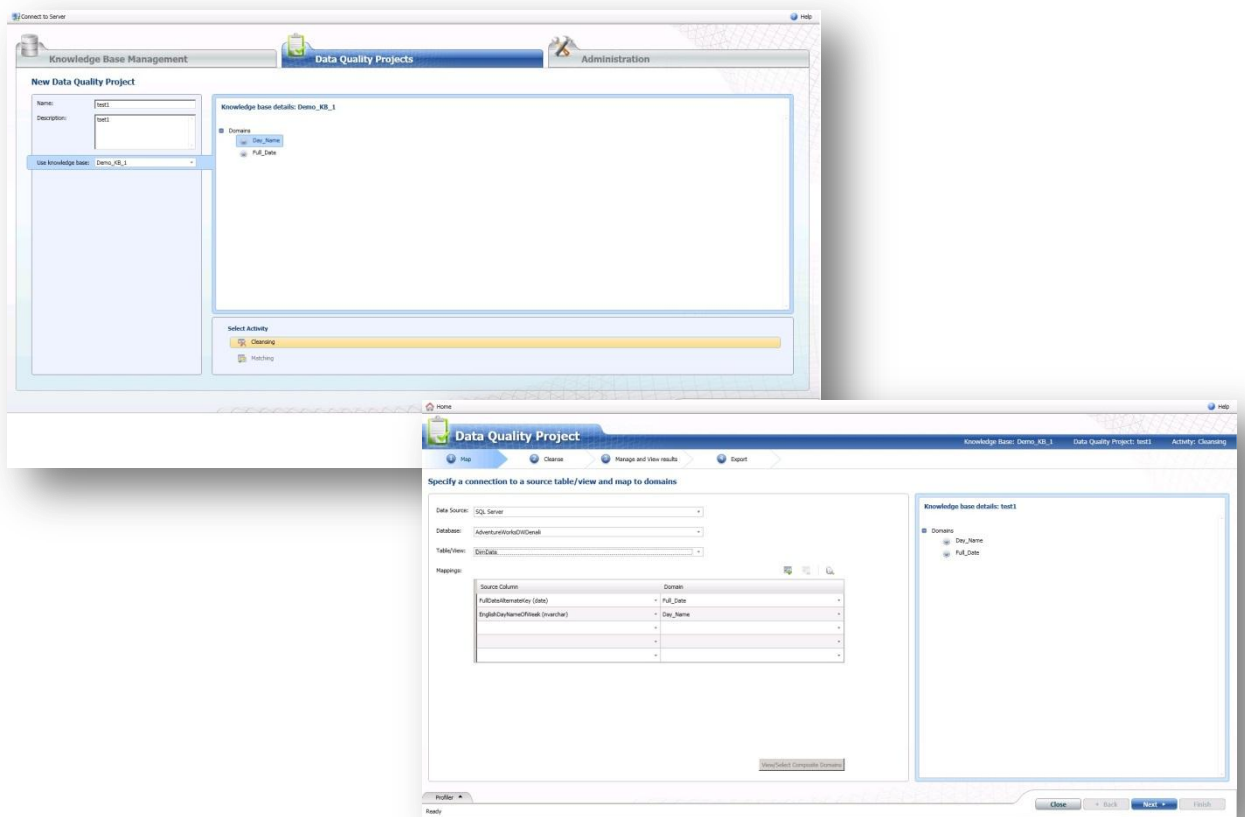 Connect to Server
Help
Knowledge Base Management
Data Quality Projects
Administration
New Data Quality Project
Name: test1
Description: tset1
Use knowledge base: Demo_KB_1
Knowledge base details: Demo_KB_1
Domains
Day_Name
Full_Date
Select Activity
Cleansing
Matching
Home
Help
Data Quality Project
Knowledge Base: Demo_KB_1 Data Quality Project: test1 Activity: Cleansing
1 Map 2 Cleanse 3 Manage and View results 4 Export
Specify a connection to a source table/view and map to domains
Data Source: SQL Server
Database: AdventureWorksDWDenali
Table/View: DimDate
Mappings:
Source Column Domain
FullDateAlternateKey (date) Full_Date
EnglishDayNameOfWeek (nvarchar) Day_Name
View/Select Composite Domains
Knowledge base details: test1
Domains
Day_Name
Full_Date
Profiler
Ready
Close Back Next Finish